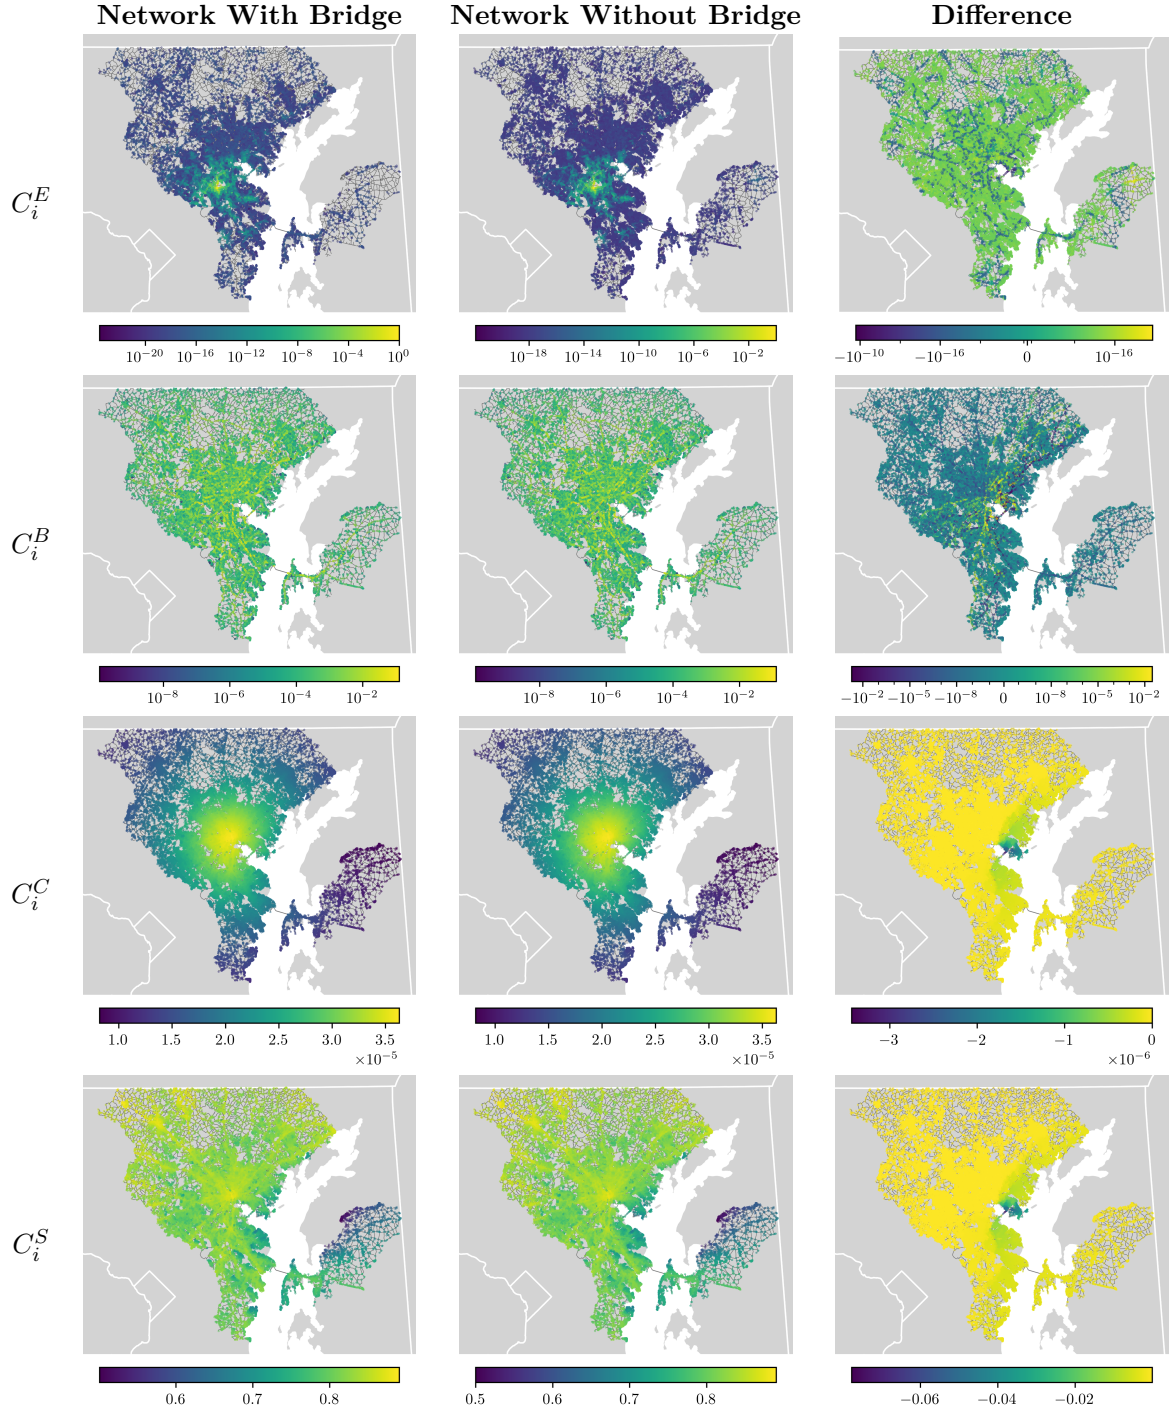 Network With Bridge Network Without Bridge Difference
C_i^E
10^−20 10^−16 10^−12 10^−8 10^−4 10^0 10^−18 10^−14 10^−10 10^−6 10^−2 −10^−10 −10^−16 0 10^−16
C_i^B
10^−8 10^−6 10^−4 10^−2 10^−8 10^−6 10^−4 10^−2 −10^−2 −10^−5 −10^−8 0 10^−8 10^−5 10^−2
C_i^C
1.0 1.5 2.0 2.5 3.0 3.5 1.0 1.5 2.0 2.5 3.0 3.5 −3 −2 −1 0
×10^−5 ×10^−5 ×10^−6
C_i^S
0.6 0.7 0.8 0.5 0.6 0.7 0.8 −0.06 −0.04 −0.02